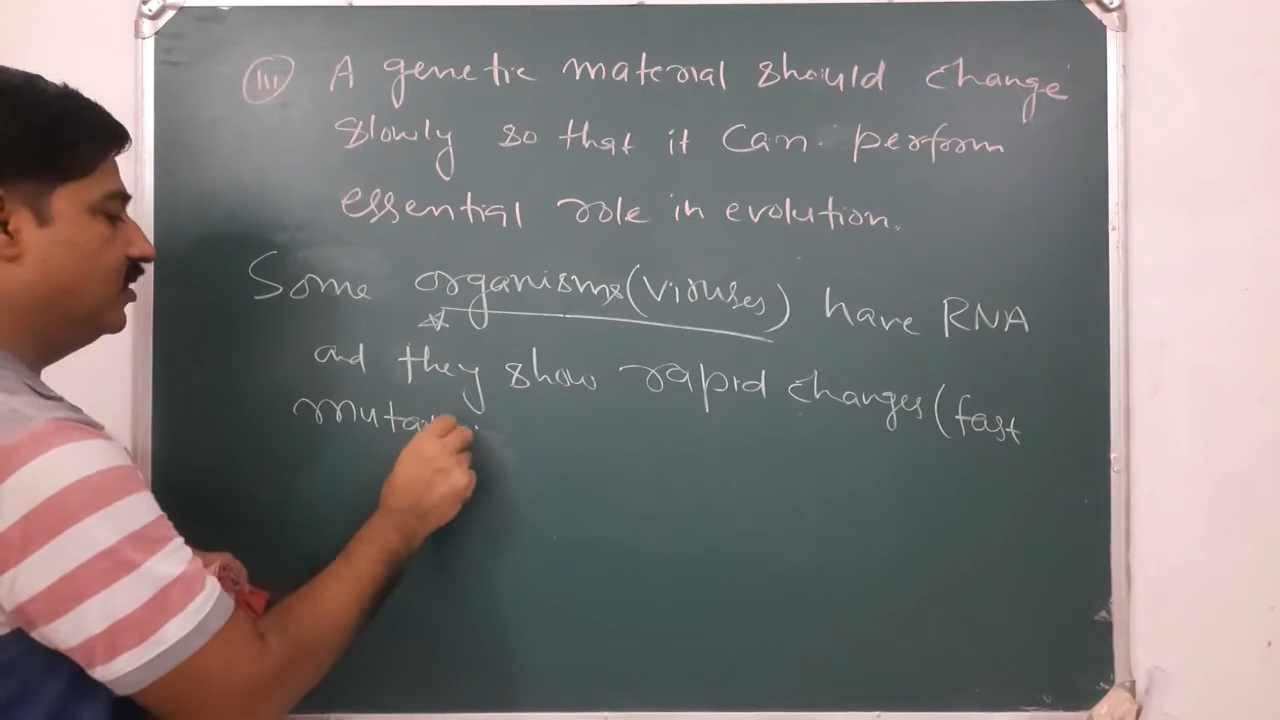 (III) A genetic material should change
slowly so that it can perform
essential role in evolution.
Some organisms (viruses) have RNA
and they show rapid changes (fast
muta